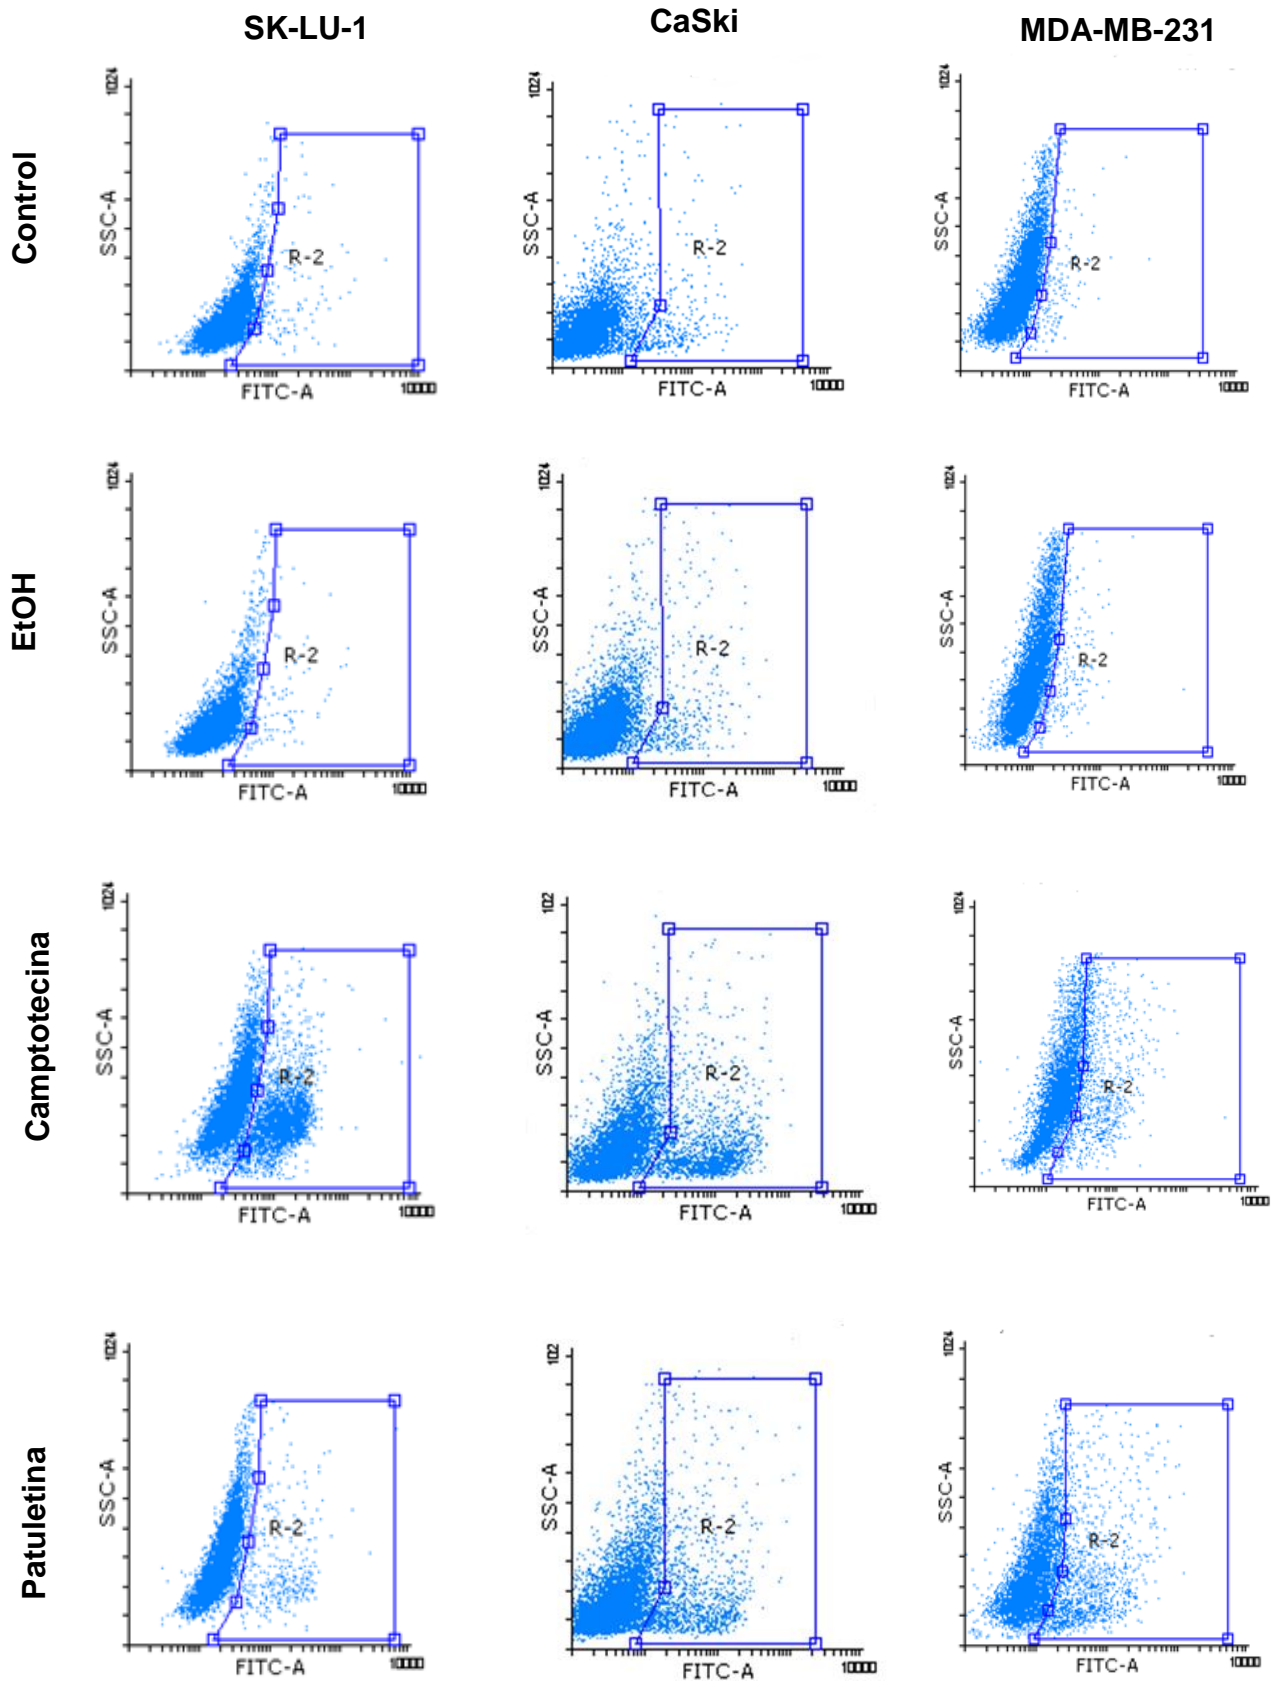 SK-LU-1 CaSki MDA-MB-231
Control
1024 SSC-A R-2 FITC-A 10000
1024 SSC-A R-2 FITC-A 10000
1024 SSC-A R-2 FITC-A 10000
EtOH
1024 SSC-A R-2 FITC-A 10000
1024 SSC-A R-2 FITC-A 10000
1024 SSC-A R-2 FITC-A 10000
Camptotecina
1024 SSC-A R-2 FITC-A 10000
102 SSC-A R-2 FITC-A 10000
1024 SSC-A R-2 FITC-A 10000
Patuletina
1024 SSC-A R-2 FITC-A 10000
102 SSC-A R-2 FITC-A 10000
1024 SSC-A R-2 FITC-A 10000